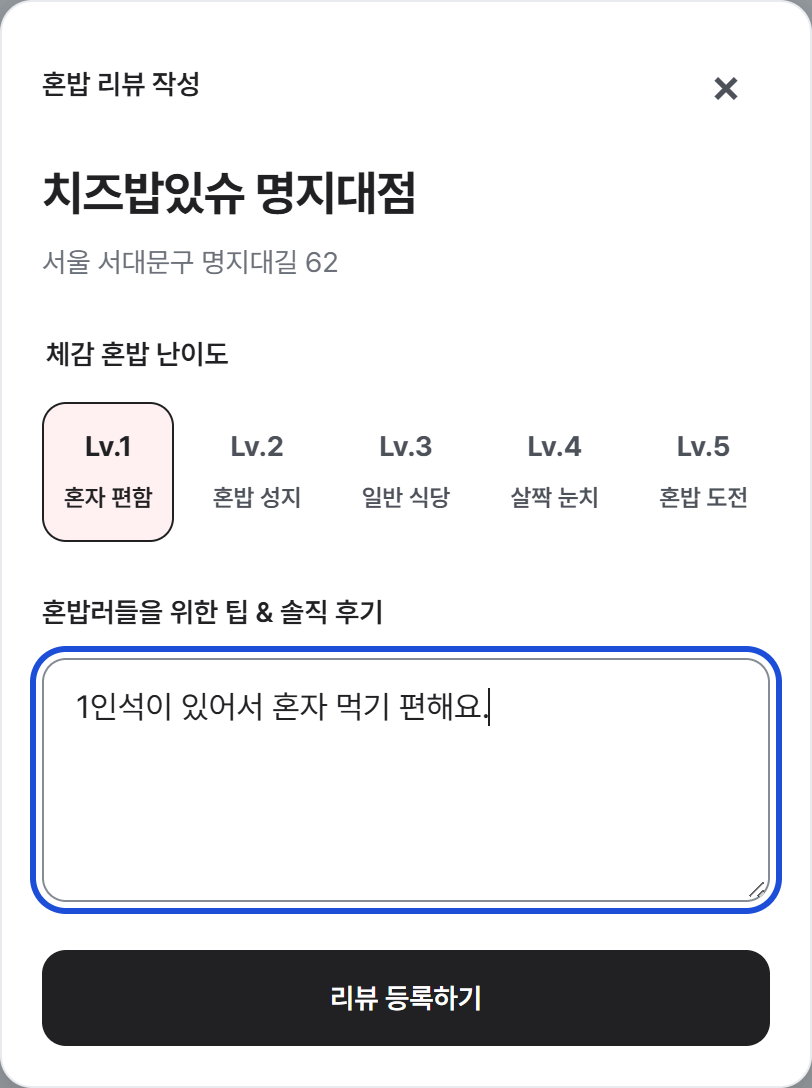 혼밥 리뷰 작성
치즈밥있슈 명지대점
서울 서대문구 명지대길 62
체감 혼밥 난이도
Lv.1 Lv.2 Lv.3 Lv.4 Lv.5
혼자 편함 혼밥 성지 일반 식당 살짝 눈치 혼밥 도전
혼밥러들을 위한 팁 & 솔직 후기
1인석이 있어서 혼자 먹기 편해요.
리뷰 등록하기